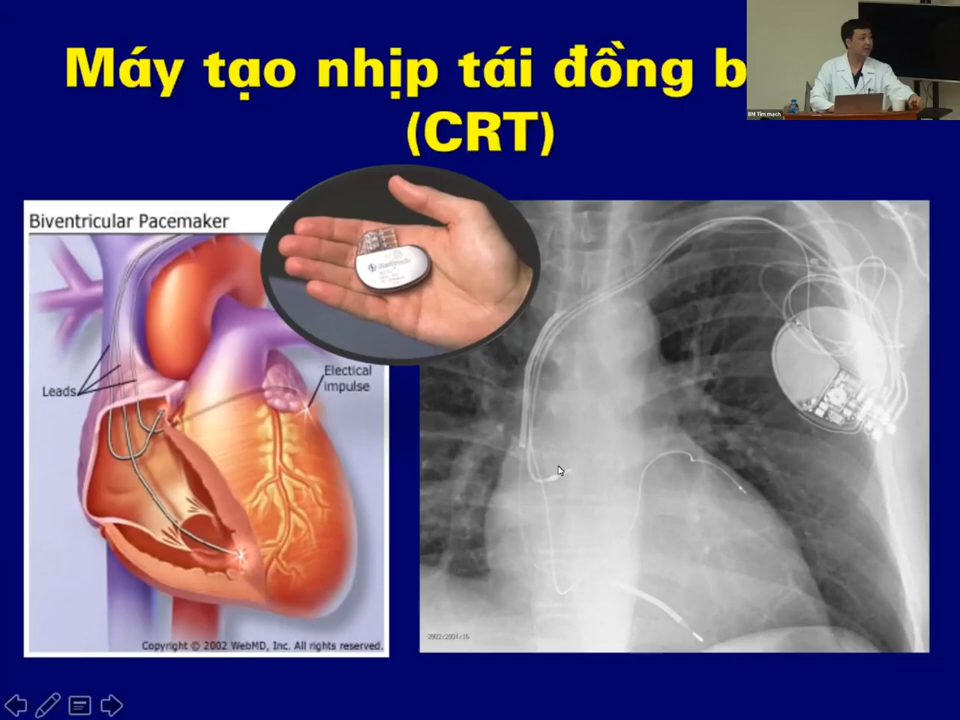 Máy tạo nhịp tái đồng b
(CRT)
BM Tim mạch
Biventricular Pacemaker
Leads
Electical
impulse
Copyright © 2002 WebMD, Inc. All rights reserved.